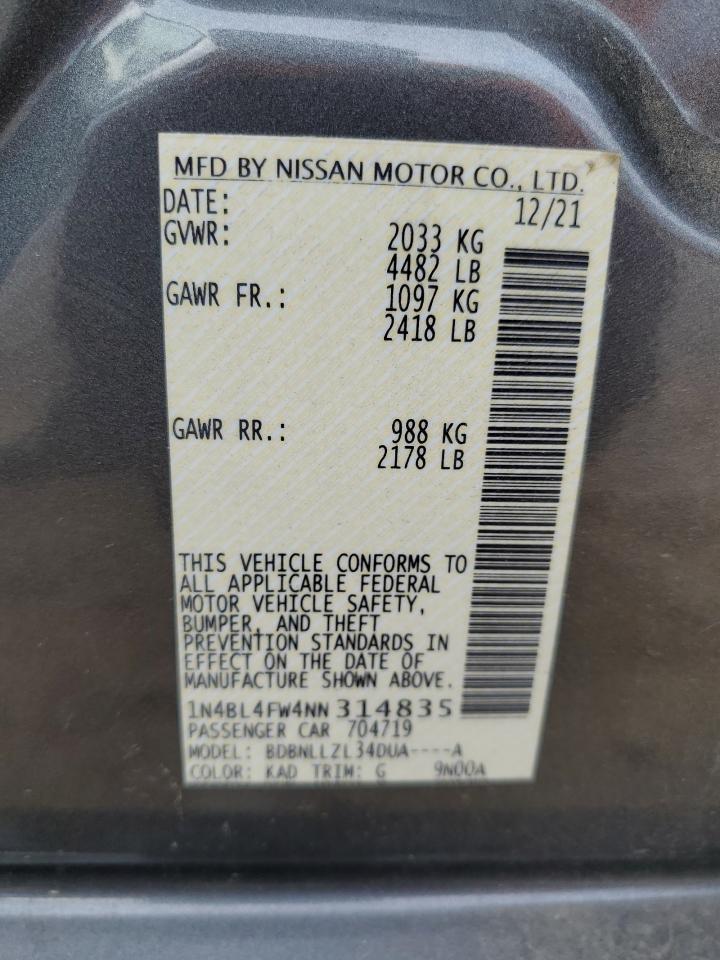 MFD BY NISSAN MOTOR CO., LTD.
DATE: 12/21
GVWR: 2033 KG
4482 LB
GAWR FR.: 1097 KG
2418 LB
GAWR RR.: 988 KG
2178 LB
THIS VEHICLE CONFORMS TO
ALL APPLICABLE FEDERAL
MOTOR VEHICLE SAFETY,
BUMPER, AND THEFT
PREVENTION STANDARDS IN
EFFECT ON THE DATE OF
MANUFACTURE SHOWN ABOVE.
1N4BL4FW4NN314835
PASSENGER CAR 704719
MODEL: BDBNLLZL34DUA----A
COLOR: KAD TRIM: G 9N00A